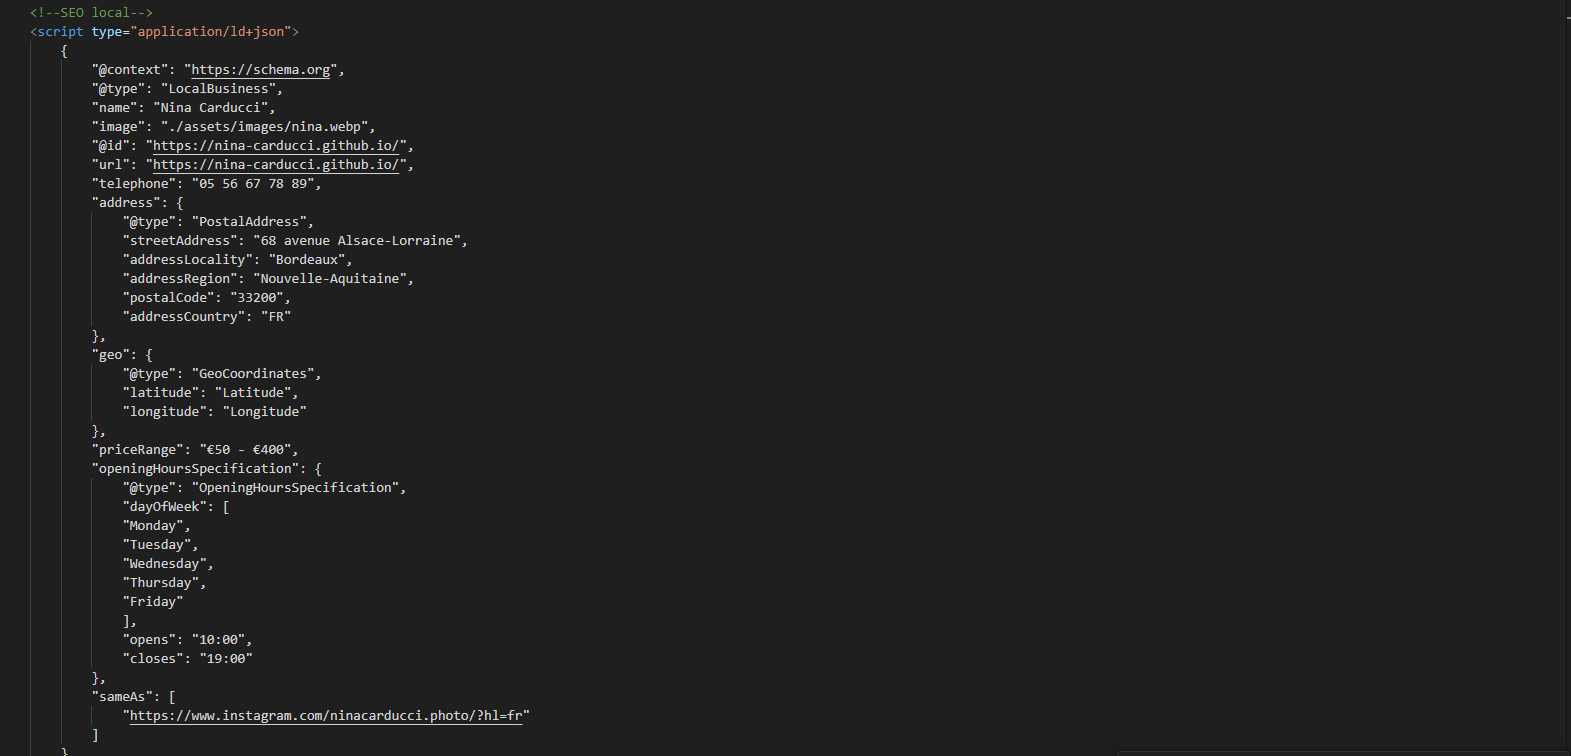 <!--SEO local-->
<script type="application/ld+json">
{
"@context": "https://schema.org",
"@type": "LocalBusiness",
"name": "Nina Carducci",
"image": "./assets/images/nina.webp",
"@id": "https://nina-carducci.github.io/",
"url": "https://nina-carducci.github.io/",
"telephone": "05 56 67 78 89",
"address": {
"@type": "PostalAddress",
"streetAddress": "68 avenue Alsace-Lorraine",
"addressLocality": "Bordeaux",
"addressRegion": "Nouvelle-Aquitaine",
"postalCode": "33200",
"addressCountry": "FR"
},
"geo": {
"@type": "GeoCoordinates",
"latitude": "Latitude",
"longitude": "Longitude"
},
"priceRange": "€50 - €400",
"openingHoursSpecification": {
"@type": "OpeningHoursSpecification",
"dayOfWeek": [
"Monday",
"Tuesday",
"Wednesday",
"Thursday",
"Friday"
],
"opens": "10:00",
"closes": "19:00"
},
"sameAs": [
"https://www.instagram.com/ninacarducci.photo/?hl=fr"
]
}